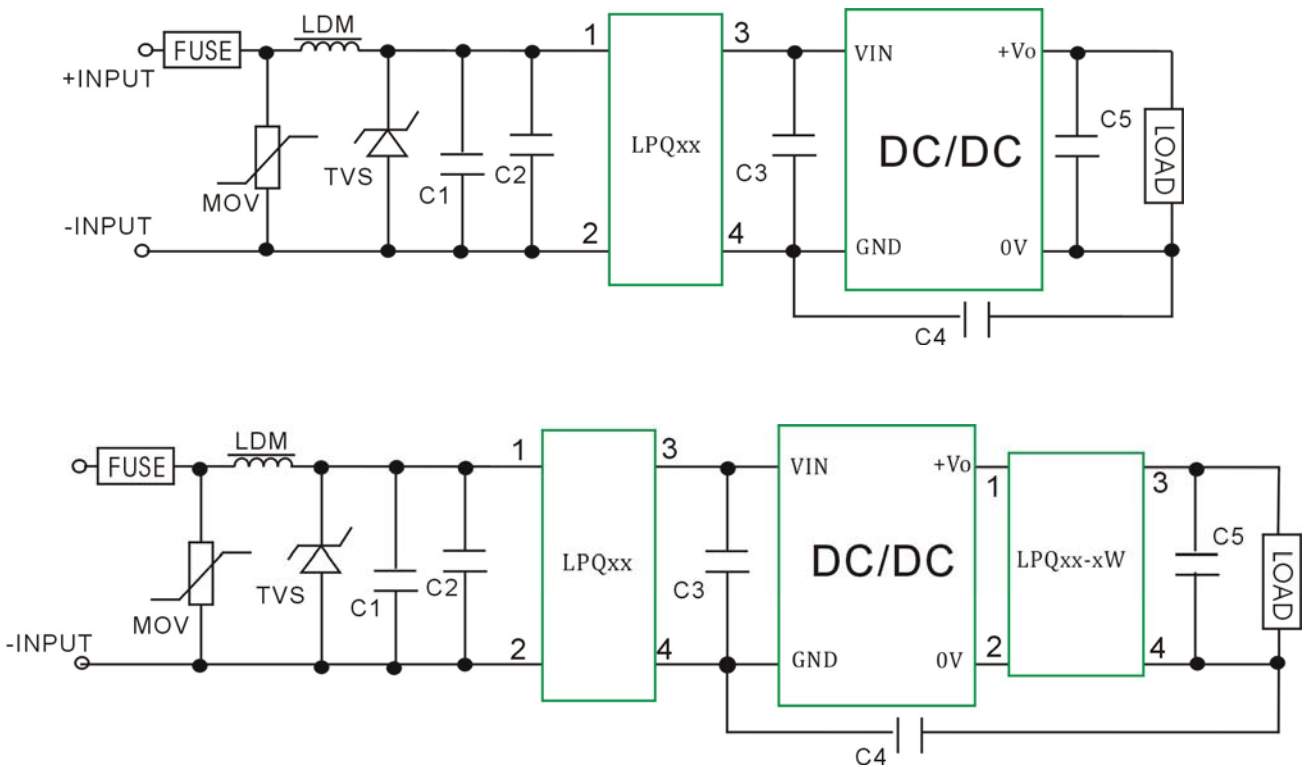 LDM
FUSE
+INPUT
1
3
VIN
+Vo
C5
LOAD
LPQxx
DC/DC
C3
TVS
C1
C2
MOV
-INPUT
2
4
GND
0V
C4
LDM
FUSE
1
3
VIN
+Vo
1
3
C5
LOAD
LPQxx
DC/DC
LPQxx-xW
C3
TVS
C1
C2
MOV
-INPUT
2
4
GND
0V
2
4
C4